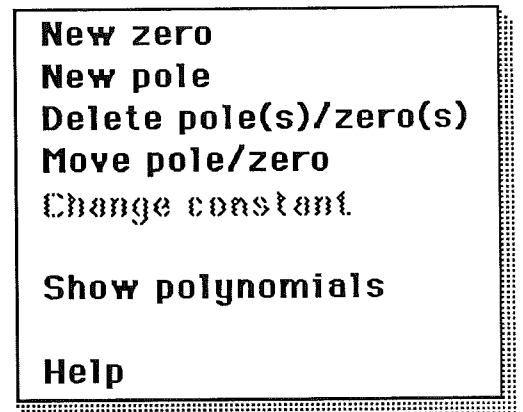 New zero
New pole
Delete pole(s)/zero(s)
Move pole/zero
Change constant
Show polynomials
Help